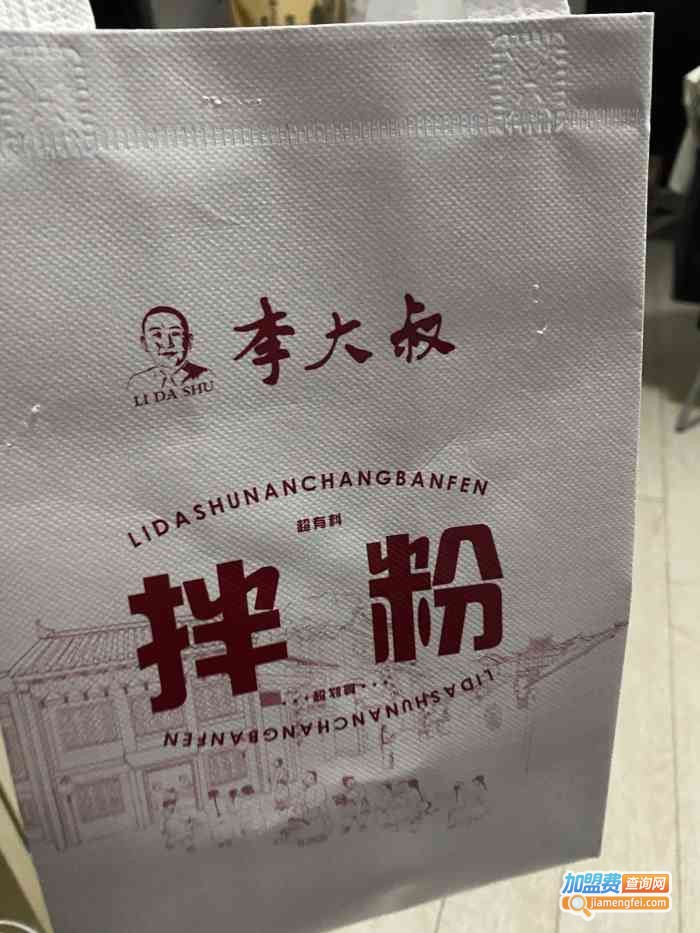 李大叔
LI DA SHU
LIDASHUNANCHANGBANFEN
超有料
拌粉
LIDASHUNANCHANGBANFEN
加盟费查询网
jiamengfei.com